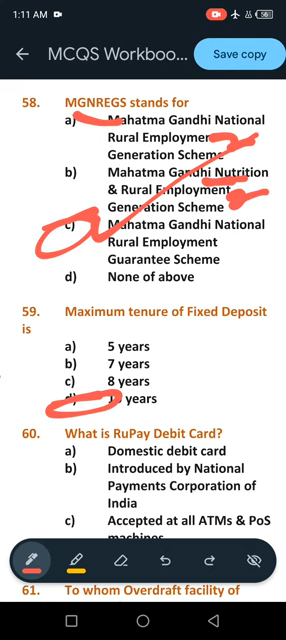 1:11 AM
56
MCQS Workboo...
Save copy
58. MGNREGS stands for
a) Mahatma Gandhi National
Rural Employment
Generation Scheme
b) Mahatma Gandhi Nutrition
& Rural Employment
Generation Scheme
c) Mahatma Gandhi National
Rural Employment
Guarantee Scheme
d) None of above
59. Maximum tenure of Fixed Deposit
is
a) 5 years
b) 7 years
c) 8 years
d) years
60. What is RuPay Debit Card?
a) Domestic debit card
b) Introduced by National
Payments Corporation of
India
c) Accepted at all ATMs & PoS
machines
61. To whom Overdraft facility of